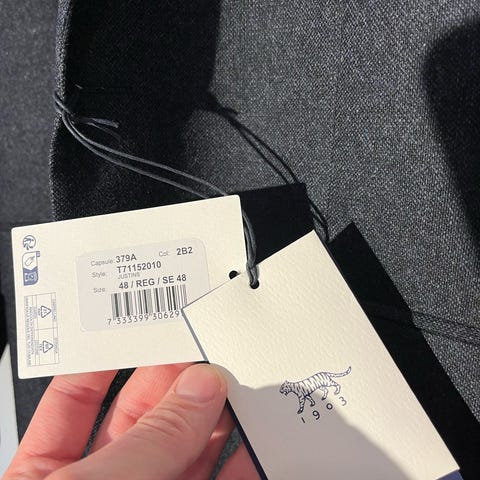 Capsule: 379A Col: 2B2
Style: T71152010
JUSTINS
Size: 48 / REG / SE 48
7 333399 30629
1903